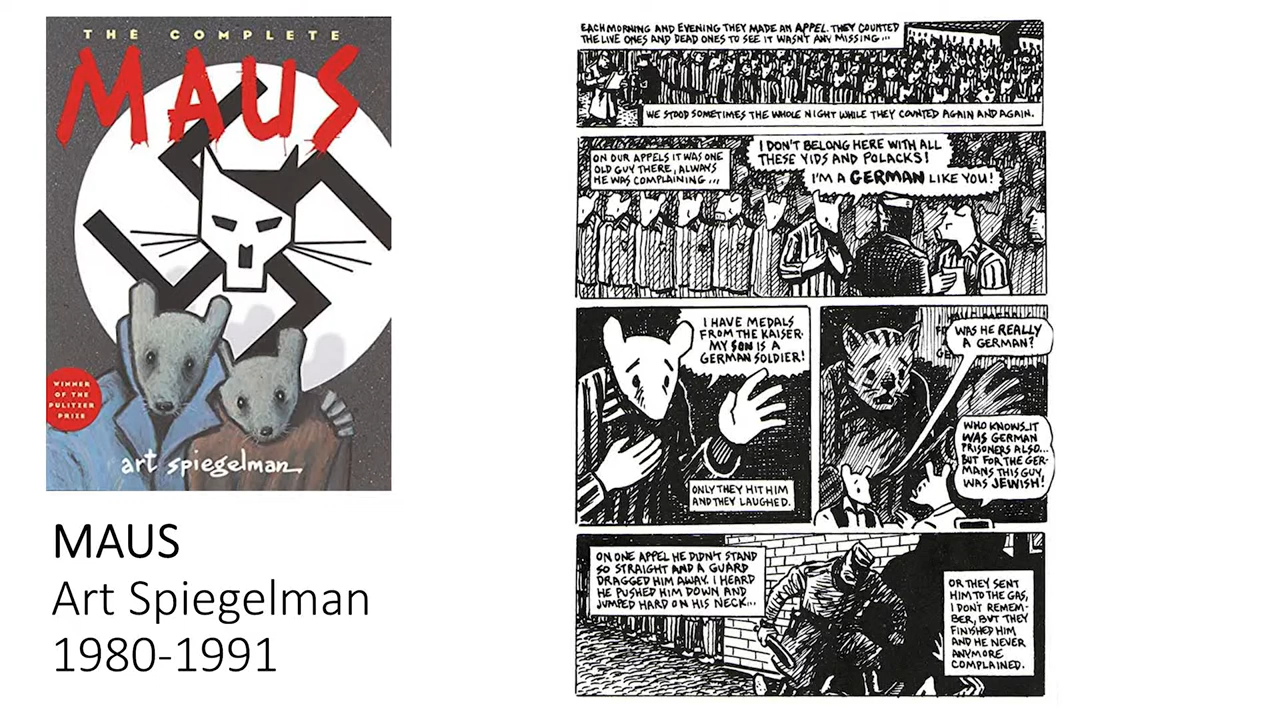 THE COMPLETE
MAUS
WINNER
OF THE
PULITZER
PRIZE
art spiegelman
MAUS
Art Spiegelman
1980-1991
EACH MORNING AND EVENING THEY MADE AN APPEL. THEY COUNTED
THE LIVE ONES AND DEAD ONES TO SEE IT WASN'T ANY MISSING...
WE STOOD SOMETIMES THE WHOLE NIGHT WHILE THEY COUNTED AGAIN AND AGAIN.
ON OUR APPELS IT WAS ONE
OLD GUY THERE, ALWAYS
HE WAS COMPLAINING...
I DON'T BELONG HERE WITH ALL
THESE YIDS AND POLACKS!
I'M A GERMAN LIKE YOU!
I HAVE MEDALS
FROM THE KAISER.
MY SON IS A
GERMAN SOLDIER!
ONLY THEY HIT HIM
AND THEY LAUGHED.
WAS HE REALLY
A GERMAN?
WHO KNOWS...IT
WAS GERMAN
PRISONERS ALSO...
BUT FOR THE GER-
MANS THIS GUY
WAS JEWISH!
ON ONE APPEL HE DIDN'T STAND
SO STRAIGHT AND A GUARD
DRAGGED HIM AWAY. I HEARD
HE PUSHED HIM DOWN AND
JUMPED HARD ON HIS NECK...
OR THEY SENT
HIM TO THE GAS,
I DON'T REMEM-
BER, BUT THEY
FINISHED HIM
AND HE NEVER
ANYMORE
COMPLAINED.